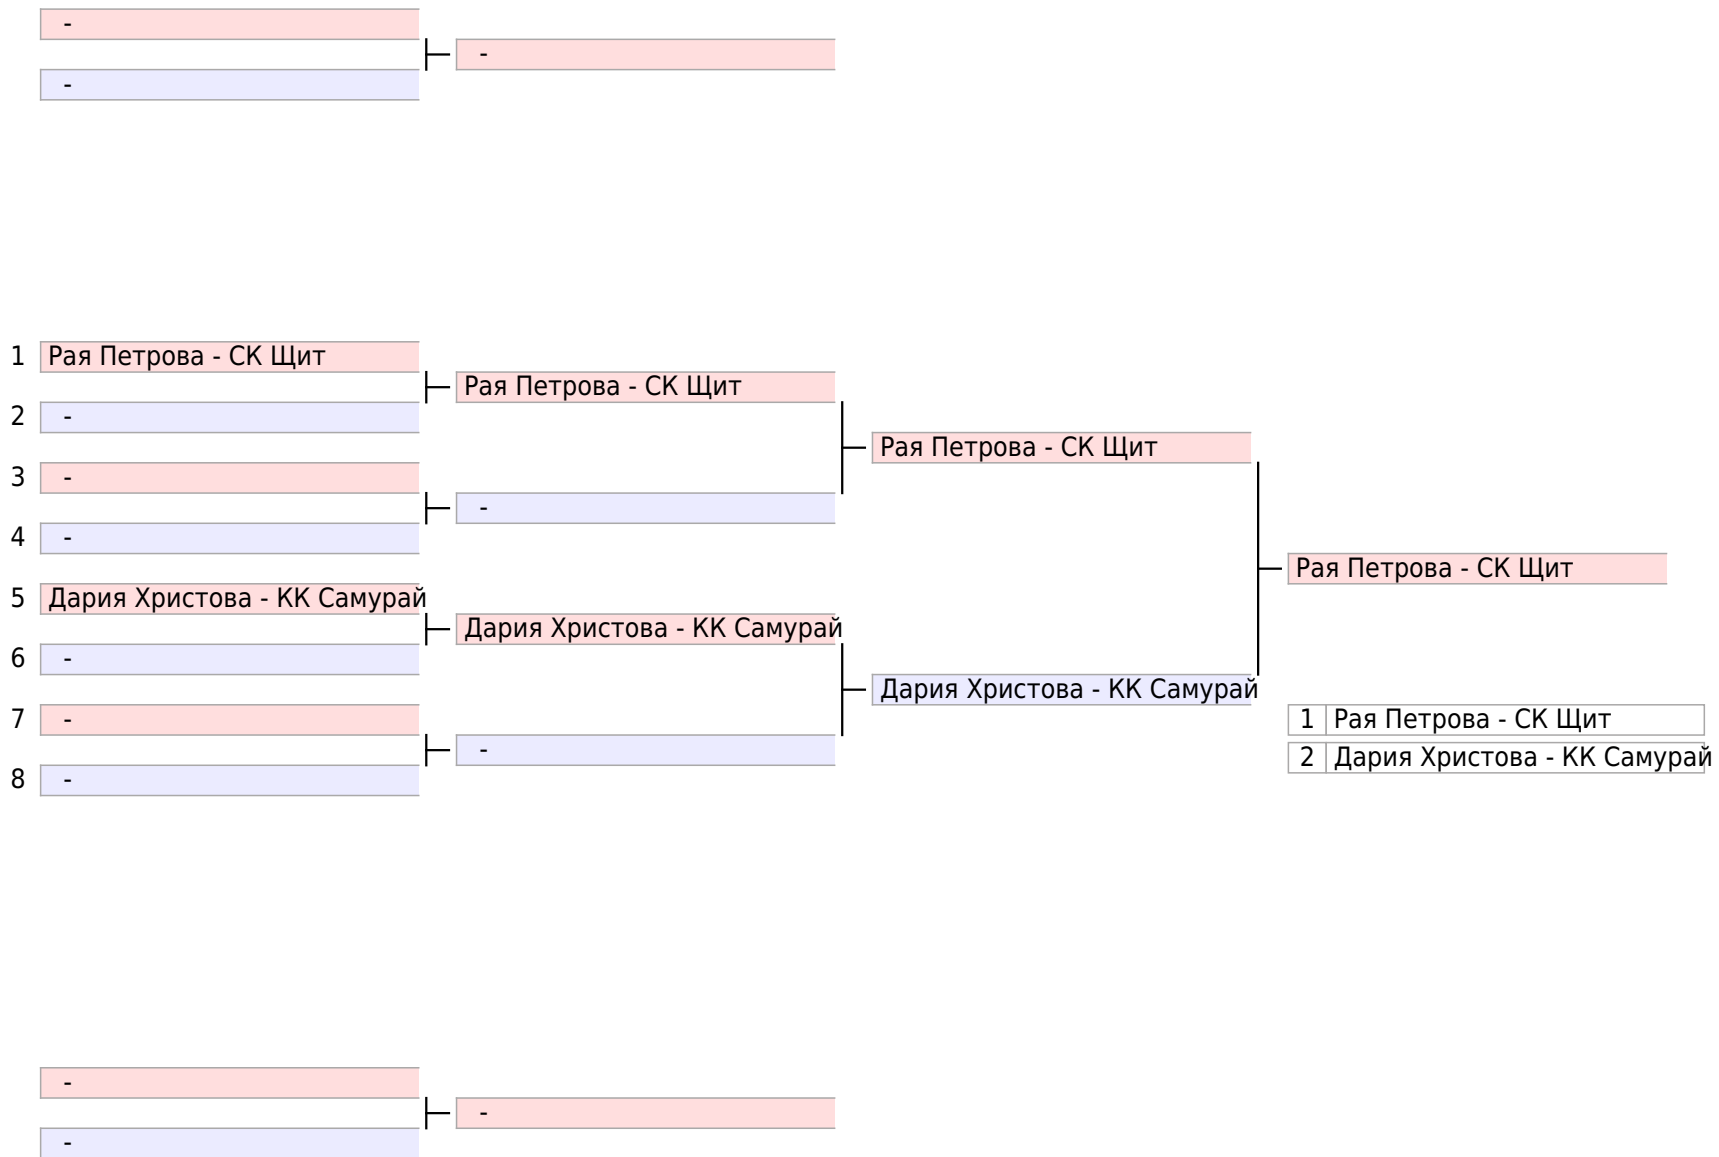 -
-
-
1 Рая Петрова - СК Щит
Рая Петрова - СК Щит
2 -
Рая Петрова - СК Щит
3 -
-
4 -
Рая Петрова - СК Щит
5 Дария Христова - КК Самурай
Дария Христова - КК Самурай
6 -
Дария Христова - КК Самурай
7 -
1 Рая Петрова - СК Щит
-
2 Дария Христова - КК Самурай
8 -
-
-
-